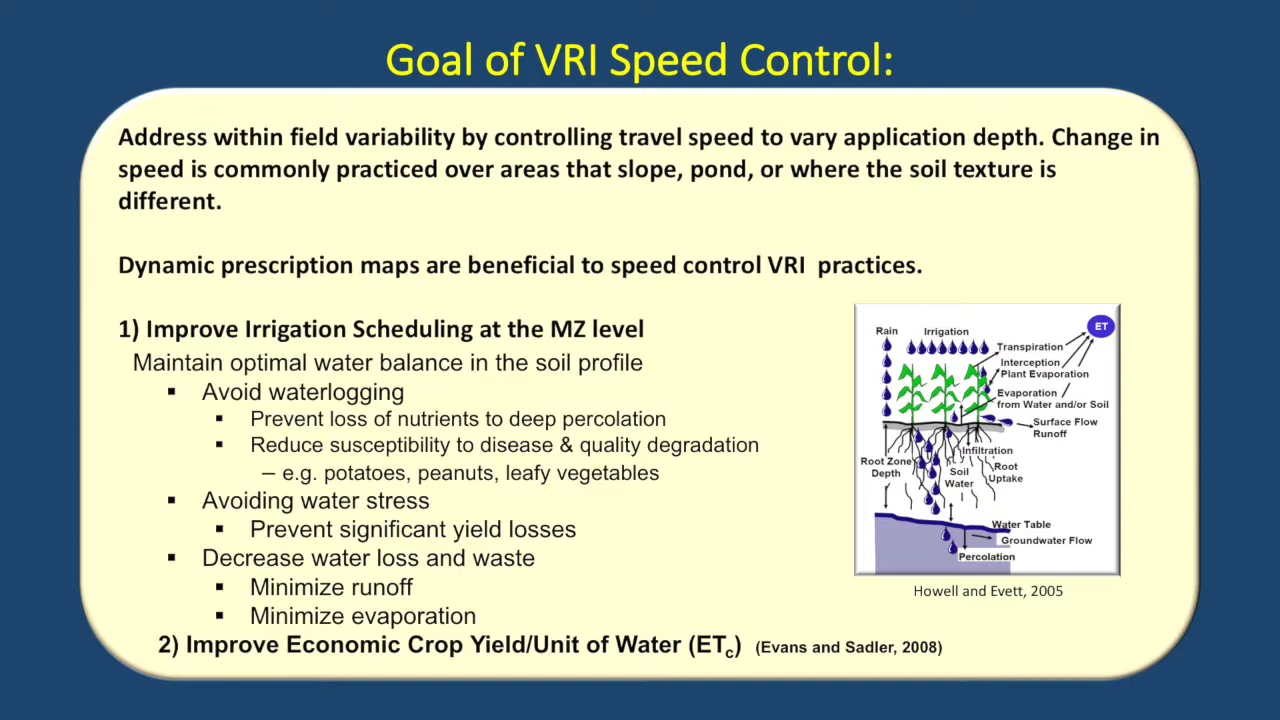 Goal of VRI Speed Control:
Address within field variability by controlling travel speed to vary application depth. Change in
speed is commonly practiced over areas that slope, pond, or where the soil texture is
different.
Dynamic prescription maps are beneficial to speed control VRI  practices.
1) Improve Irrigation Scheduling at the MZ level
Maintain optimal water balance in the soil profile
▪ Avoid waterlogging
▪ Prevent loss of nutrients to deep percolation
▪ Reduce susceptibility to disease & quality degradation
– e.g. potatoes, peanuts, leafy vegetables
▪ Avoiding water stress
▪ Prevent significant yield losses
▪ Decrease water loss and waste
▪ Minimize runoff
▪ Minimize evaporation
2) Improve Economic Crop Yield/Unit of Water (ETc) (Evans and Sadler, 2008)
Rain
Irrigation
ET
Transpiration
Interception
Plant Evaporation
Evaporation
from Water and/or Soil
Surface Flow
Runoff
Infiltration
Root Zone
Depth
Soil
Water
Root
Uptake
Water Table
Groundwater Flow
Percolation
Howell and Evett, 2005